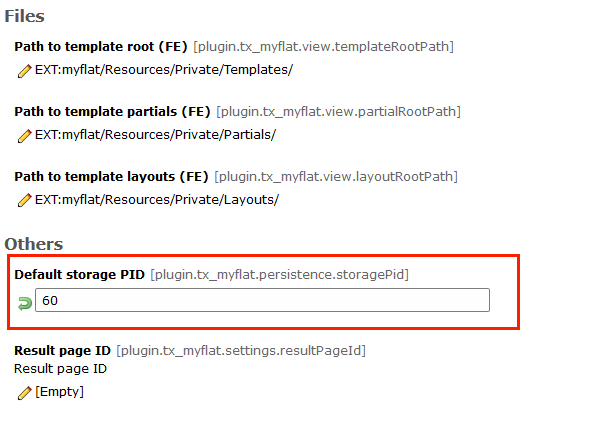 Files
Path to template root (FE) [plugin.tx_myflat.view.templateRootPath]
EXT:myflat/Resources/Private/Templates/
Path to template partials (FE) [plugin.tx_myflat.view.partialRootPath]
EXT:myflat/Resources/Private/Partials/
Path to template layouts (FE) [plugin.tx_myflat.view.layoutRootPath]
EXT:myflat/Resources/Private/Layouts/
Others
Default storage PID [plugin.tx_myflat.persistence.storagePid]
60
Result page ID [plugin.tx_myflat.settings.resultPageId]
Result page ID
[Empty]